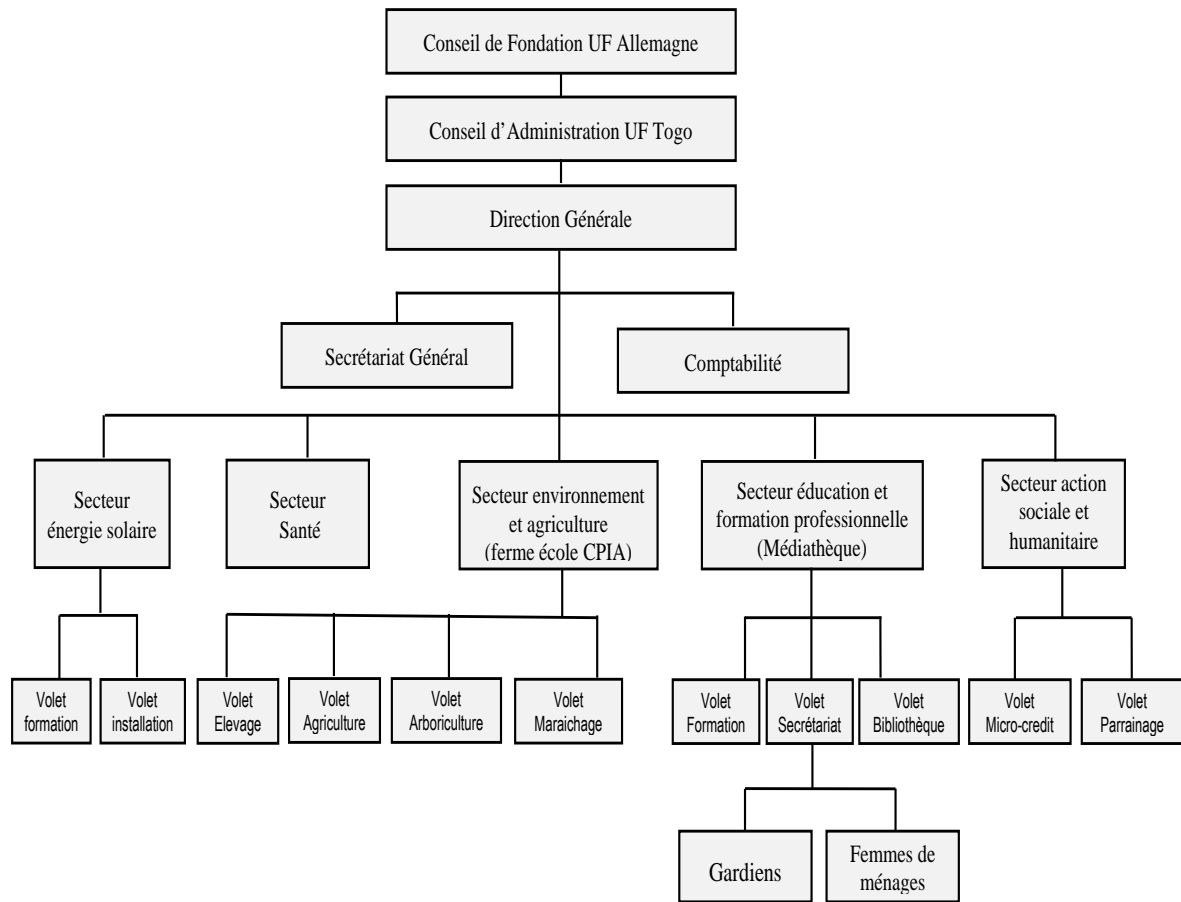 Conseil de Fondation UF Allemagne
Conseil d’Administration UF Togo
Direction Générale
Secrétariat Général
Comptabilité
Secteur
énergie solaire
Secteur
Santé
Secteur environnement
et agriculture
(ferme école CPIA)
Secteur éducation et
formation professionnelle
(Médiathèque)
Secteur action
sociale et
humanitaire
Volet
formation
Volet
installation
Volet
Elevage
Volet
Agriculture
Volet
Arboriculture
Volet
Maraichage
Volet
Formation
Volet
Secrétariat
Volet
Bibliothèque
Volet
Micro-credit
Volet
Parrainage
Gardiens
Femmes de
ménages